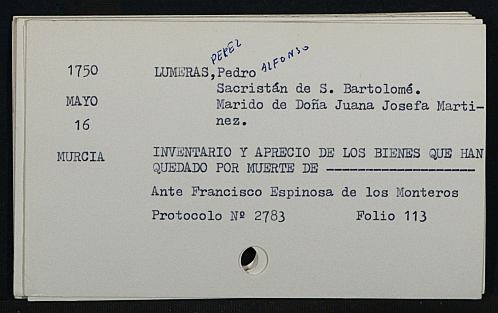 PEREZ
1750 LUMERAS, Pedro ALFONSO
Sacristán de S. Bartolomé.
MAYO Marido de Doña Juana Josefa Marti-
16 nez.
MURCIA INVENTARIO Y APRECIO DE LOS BIENES QUE HAN
QUEDADO POR MUERTE DE ---------------------
Ante Francisco Espinosa de los Monteros
Protocolo Nº 2783 Folio 113